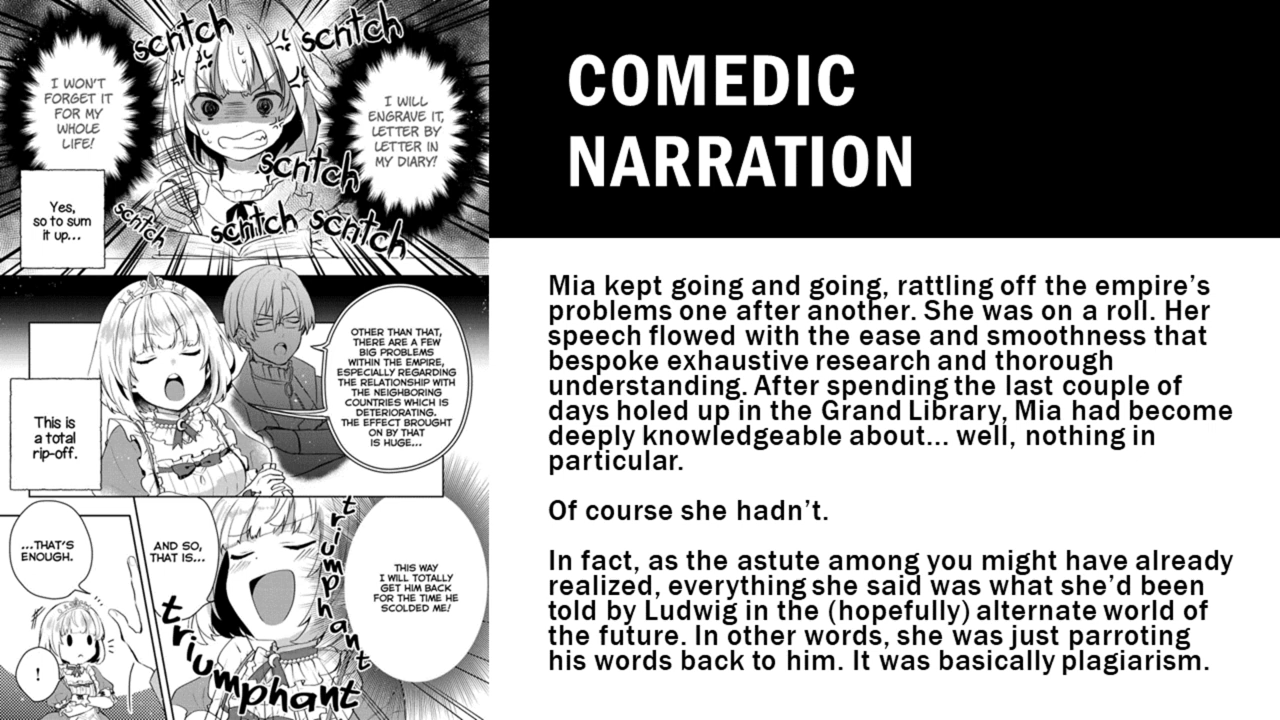 scntch
scntch
I WON'T
FORGET IT
FOR MY
WHOLE
LIFE!
I WILL
ENGRAVE IT,
LETTER BY
LETTER IN
MY DIARY!
scntch
Yes,
so to sum
it up...
scntch
scntch
scntch
OTHER THAN THAT,
THERE ARE A FEW
BIG PROBLEMS
WITHIN THE EMPIRE,
ESPECIALLY REGARDING
THE RELATIONSHIP WITH
THE NEIGHBORING
COUNTRIES WHICH IS
DETERIORATING.
THE EFFECT BROUGHT
ON BY THAT
IS HUGE...
This is
a total
rip-off.
...THAT'S
ENOUGH.
AND SO,
THAT IS...
triumphant
THIS WAY
I WILL TOTALLY
GET HIM BACK
FOR THE TIME HE
SCOLDED ME!
triumphant
!
COMEDIC
NARRATION
Mia kept going and going, rattling off the empire’s
problems one after another. She was on a roll. Her
speech flowed with the ease and smoothness that
bespoke exhaustive research and thorough
understanding. After spending the last couple of
days holed up in the Grand Library, Mia had become
deeply knowledgeable about... well, nothing in
particular.
Of course she hadn’t.
In fact, as the astute among you might have already
realized, everything she said was what she’d been
told by Ludwig in the (hopefully) alternate world of
the future. In other words, she was just parroting
his words back to him. It was basically plagiarism.